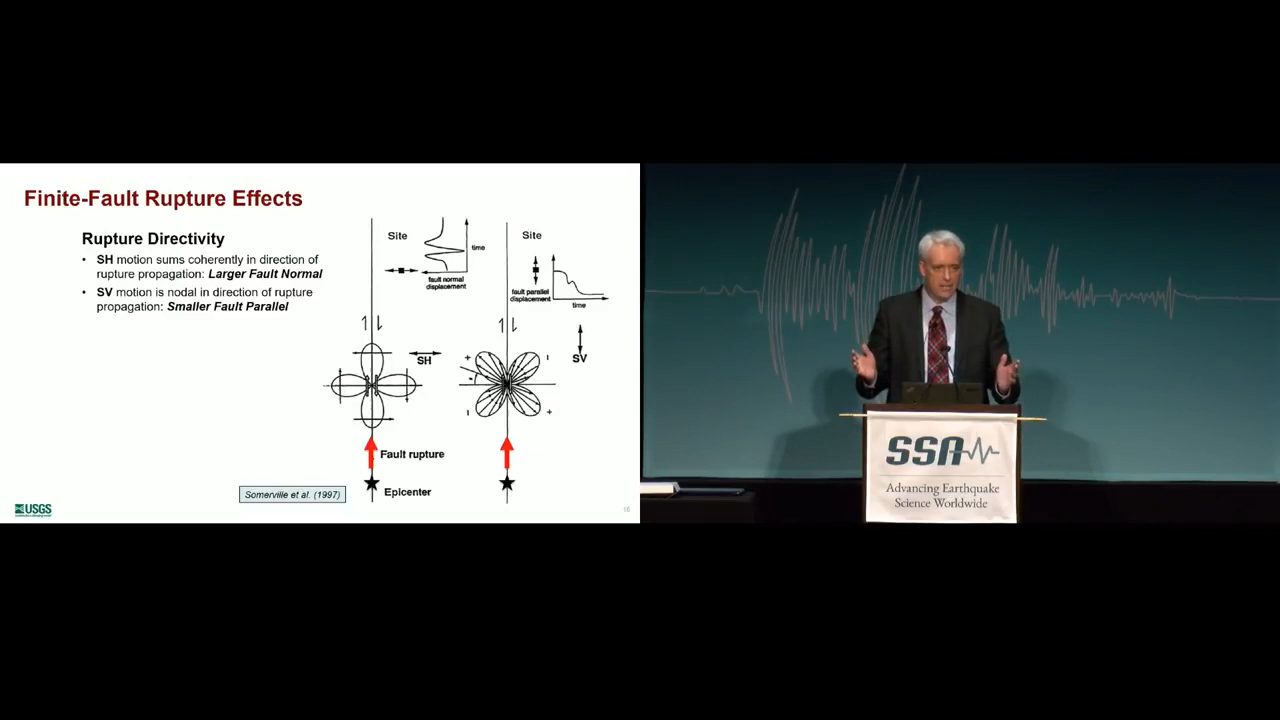 Finite-Fault Rupture Effects
Rupture Directivity
• SH motion sums coherently in direction of
rupture propagation: Larger Fault Normal
• SV motion is nodal in direction of rupture
propagation: Smaller Fault Parallel
Site
time
fault normal
displacement
SH
Site
fault parallel
displacement
time
SV
+
+
Fault rupture
Epicenter
Somerville et al. (1997)
USGS
16
SSA
Advancing Earthquake
Science Worldwide